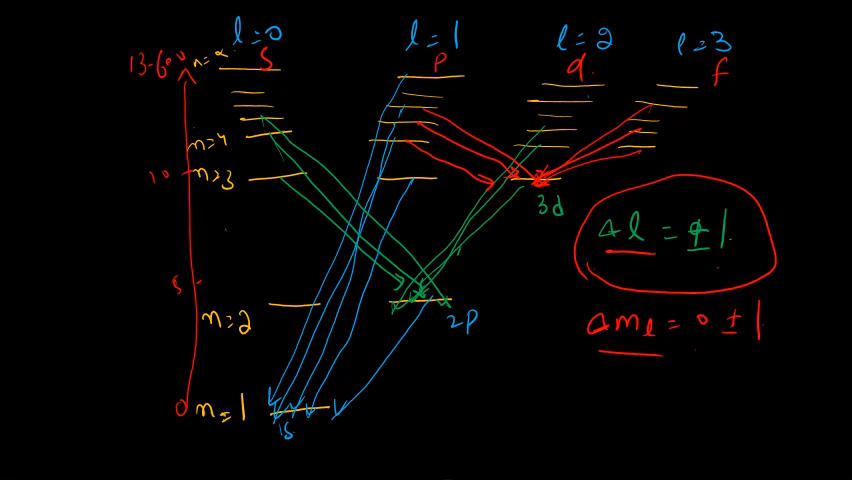 l=0 l=1 l=2 l=3
S P d f
13.6
n=4
10 n=3
3d
Δl = ±1
5
n=2 2P
Δml = 0 ±1
0 n=1
1s